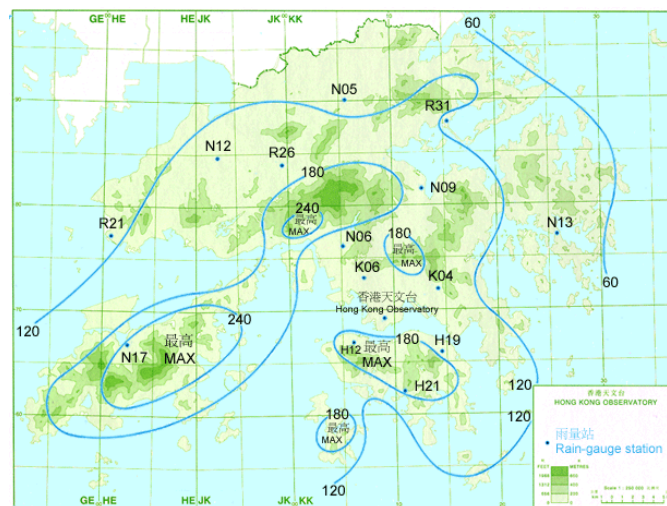 GE HE
HE JK
JK KK
60
N05
R31
N12
R26
180
N09
240
最高
MAX
R21
N06
180
最高
MAX
N13
K06
K04
60
香港天文台
Hong Kong Observatory
120
240
最高
MAX
N17
H12
180
最高
MAX
H19
H21
120
120
180
最高
MAX
120
香港天文台
HONG KONG OBSERVATORY
雨量站
Rain-gauge station
FEET
METRES
GE HE
HE JK
JK KK